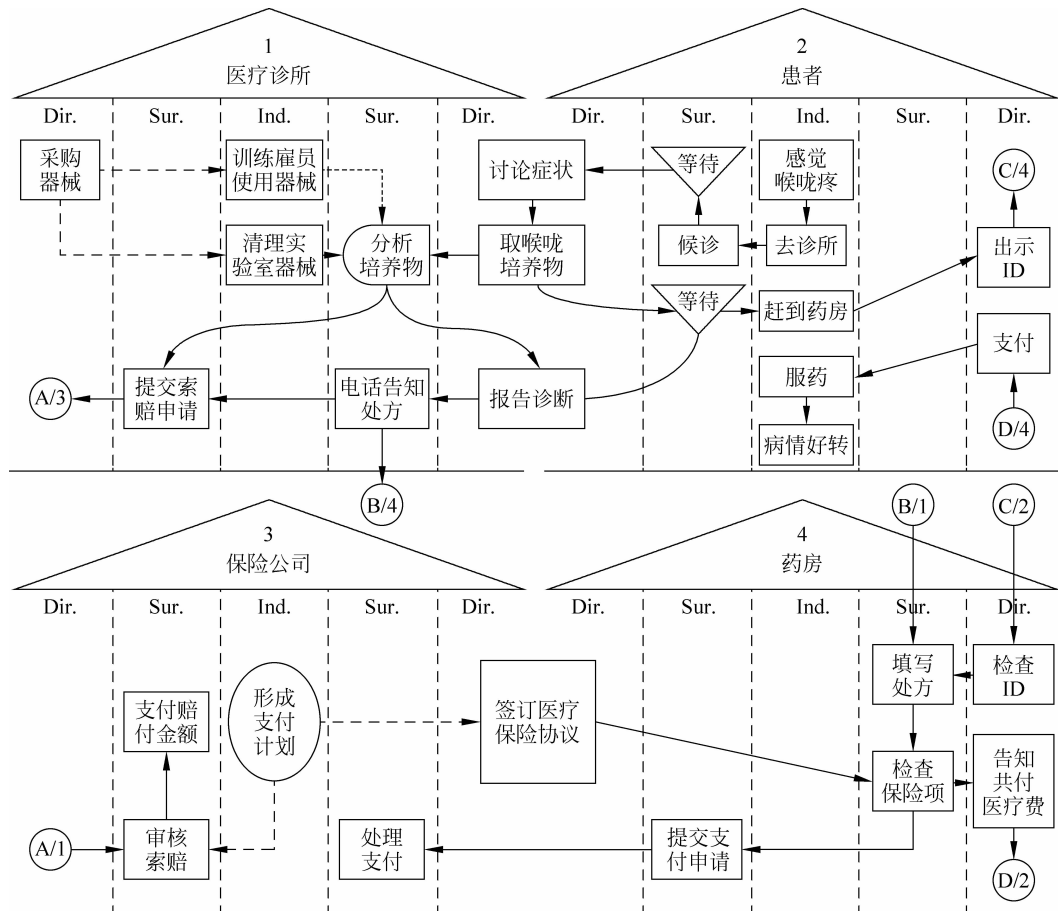 1
医疗诊所
2
患者
Dir.
Sur.
Ind.
Sur.
Dir.
Dir.
Sur.
Ind.
Sur.
Dir.
采购
器械
训练雇员
使用器械
讨论症状
等待
感觉
喉咙疼
C/4
清理实
验室器械
分析
培养物
取喉咙
培养物
候诊
去诊所
出示
ID
等待
赶到药房
支付
提交索
赔申请
电话告知
处方
报告诊断
服药
A/3
D/4
病情好转
B/4
B/1
C/2
3
保险公司
4
药房
Dir.
Sur.
Ind.
Sur.
Dir.
Dir.
Sur.
Ind.
Sur.
Dir.
填写
处方
检查
ID
支付赔
付金额
形成
支付
计划
签订医疗
保险协议
检查
保险项
告知
共付
医疗费
A/1
审核
索赔
处理
支付
提交支
付申请
D/2